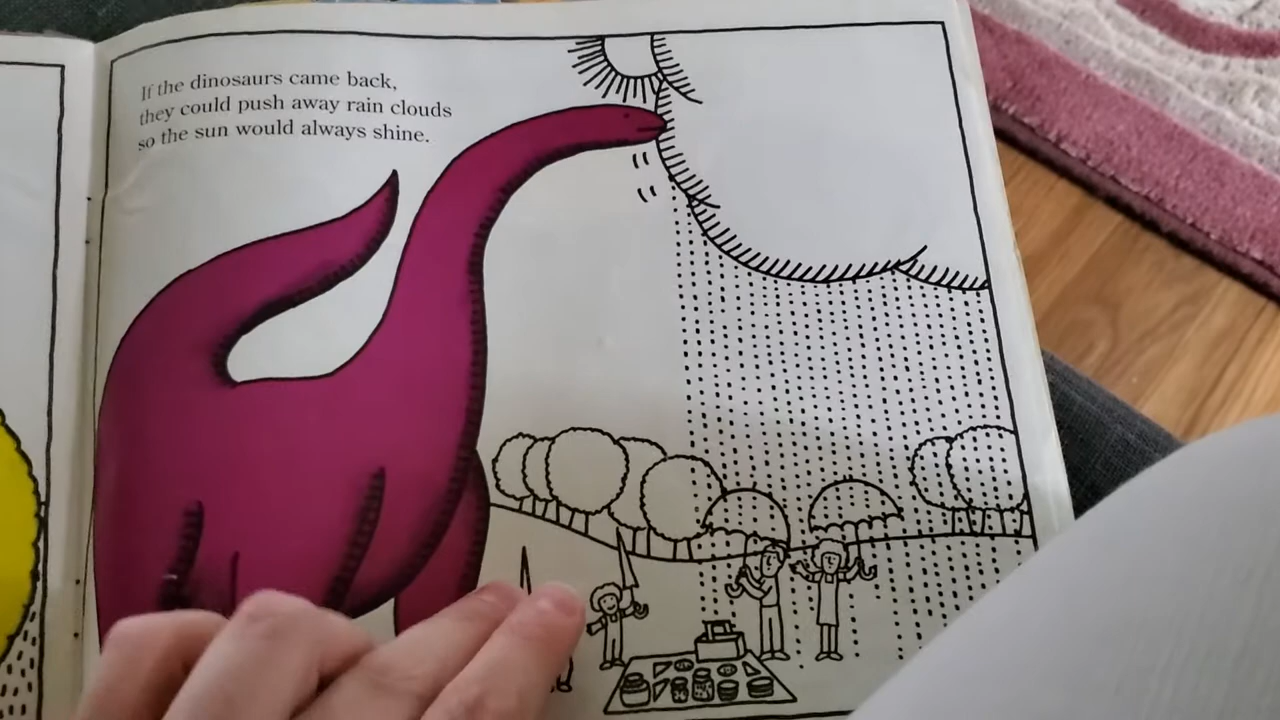 If the dinosaurs came back,
they could push away rain clouds
so the sun would always shine.